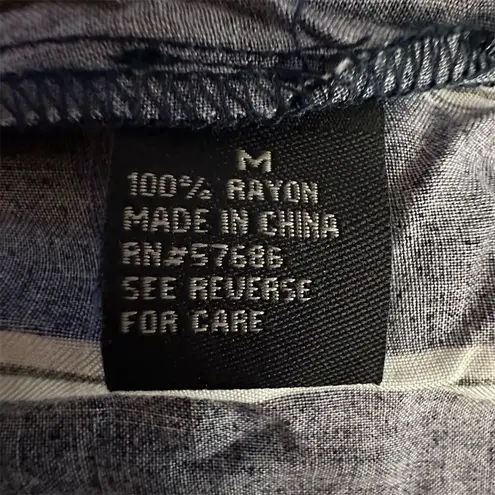 M
100% RAYON
MADE IN CHINA
RN#57686
SEE REVERSE
FOR CARE